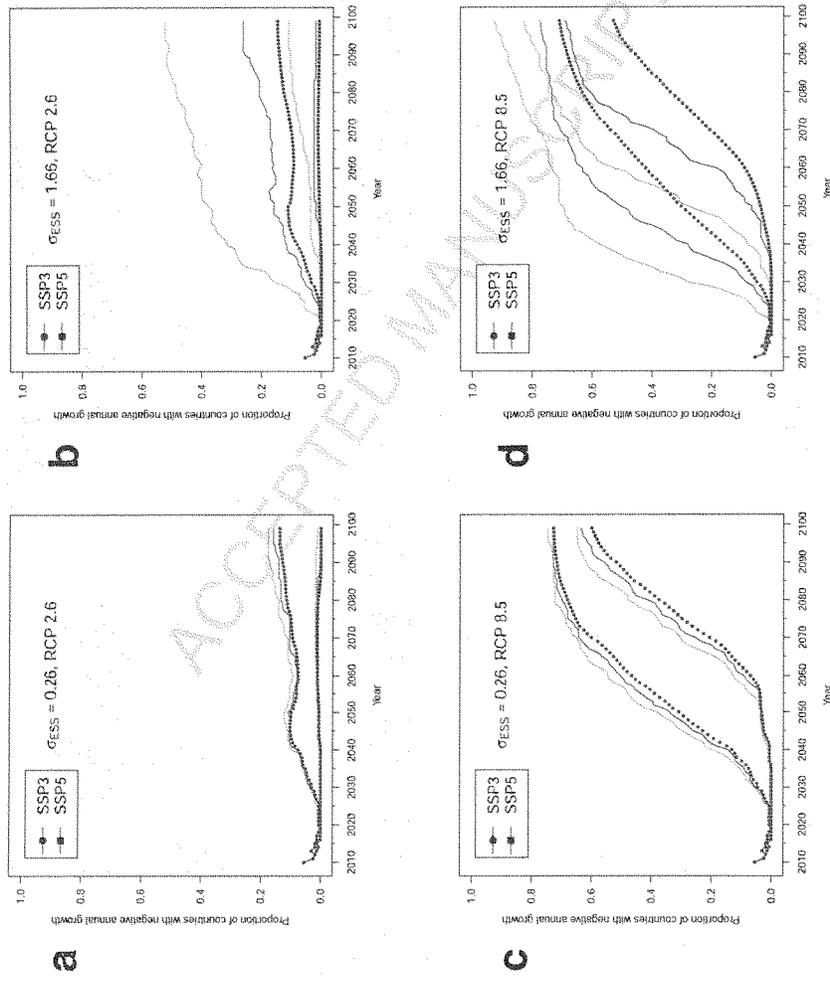 a
σESS = 0.26, RCP 2.6
SSP3
SSP5
Proportion of countries with negative annual growth
1.0
0.8
0.6
0.4
0.2
0.0
2010 2020 2030 2040 2050 2060 2070 2080 2090 2100
Year
b
σESS = 1.66, RCP 2.6
SSP3
SSP5
Proportion of countries with negative annual growth
1.0
0.8
0.6
0.4
0.2
0.0
2010 2020 2030 2040 2050 2060 2070 2080 2090 2100
Year
c
σESS = 0.26, RCP 8.5
SSP3
SSP5
Proportion of countries with negative annual growth
1.0
0.8
0.6
0.4
0.2
0.0
2010 2020 2030 2040 2050 2060 2070 2080 2090 2100
Year
d
σESS = 1.66, RCP 8.5
SSP3
SSP5
Proportion of countries with negative annual growth
1.0
0.8
0.6
0.4
0.2
0.0
2010 2020 2030 2040 2050 2060 2070 2080 2090 2100
Year
ACCEPTED MANUSCRIP